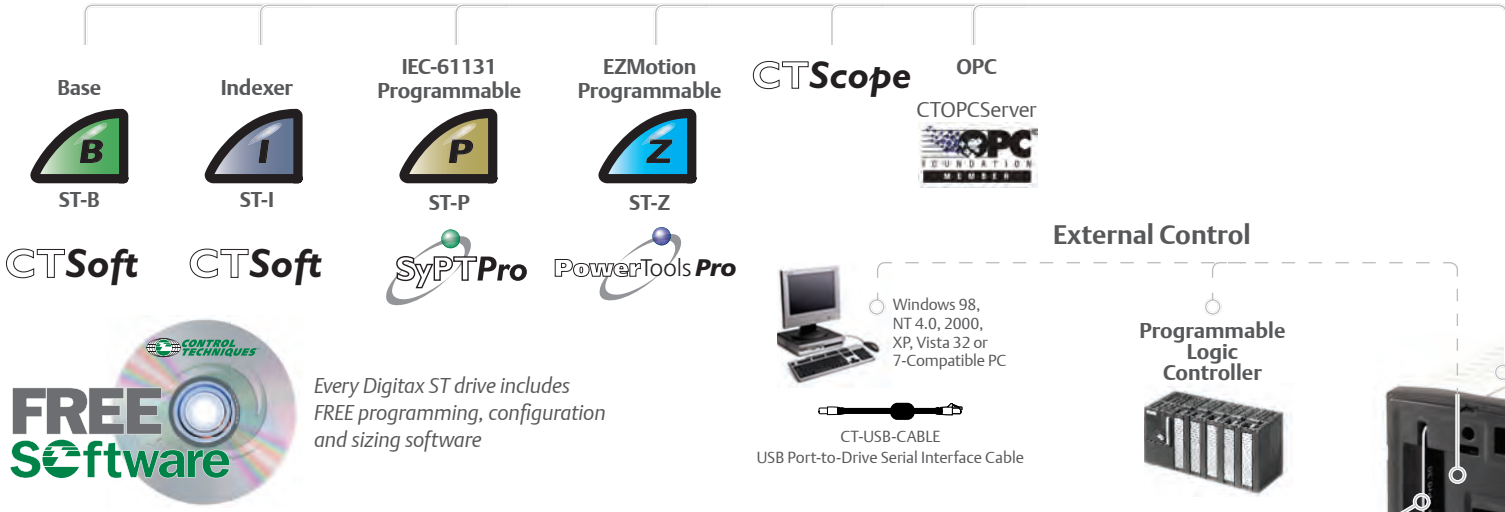 Base
B
ST-B
CTSoft
Indexer
I
ST-I
CTSoft
IEC-61131
Programmable
P
ST-P
SyPTPro
EZMotion
Programmable
Z
ST-Z
PowerTools Pro
CTScope
OPC
CTOPCServer
OPC
FOUNDATION
MEMBER
CONTROL
TECHNIQUES
FREE
Software
Every Digitax ST drive includes
FREE programming, configuration
and sizing software
External Control
Windows 98,
NT 4.0, 2000,
XP, Vista 32 or
7-Compatible PC
CT-USB-CABLE
USB Port-to-Drive Serial Interface Cable
Programmable
Logic
Controller